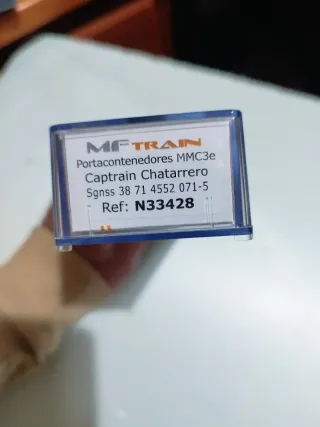 MFTRAIN
Portacontenedores MMC3e
Captrain Chatarrero
Sgnss 38 71 4552 071-5
Ref: N33428